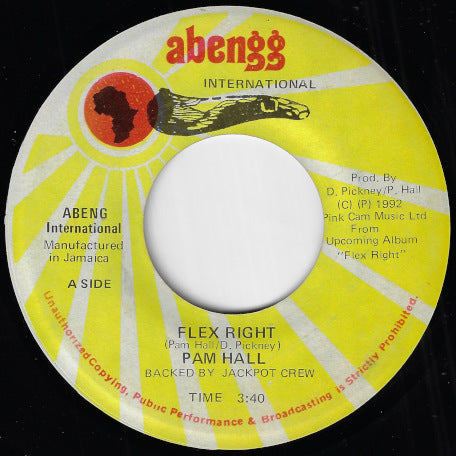 abengg
INTERNATIONAL
ABENG
International
Manufactured
in Jamaica
A SIDE
Prod. By
D. Pickney/P. Hall
(C) (P) 1992
Pink Cam Music Ltd
From
Upcoming Album
"Flex Right"
FLEX RIGHT
(Pam Hall/D. Pickney)
PAM HALL
BACKED BY JACKPOT CREW
TIME 3:40
Unauthorized Copying, Public Performance & Broadcasting is Strictly Prohibited.